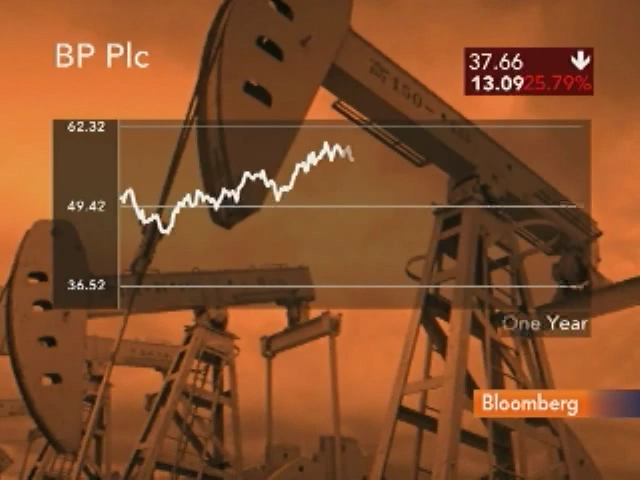 BP Plc
37.66
13.09 25.79%
62.32
49.42
36.52
One Year
Bloomberg